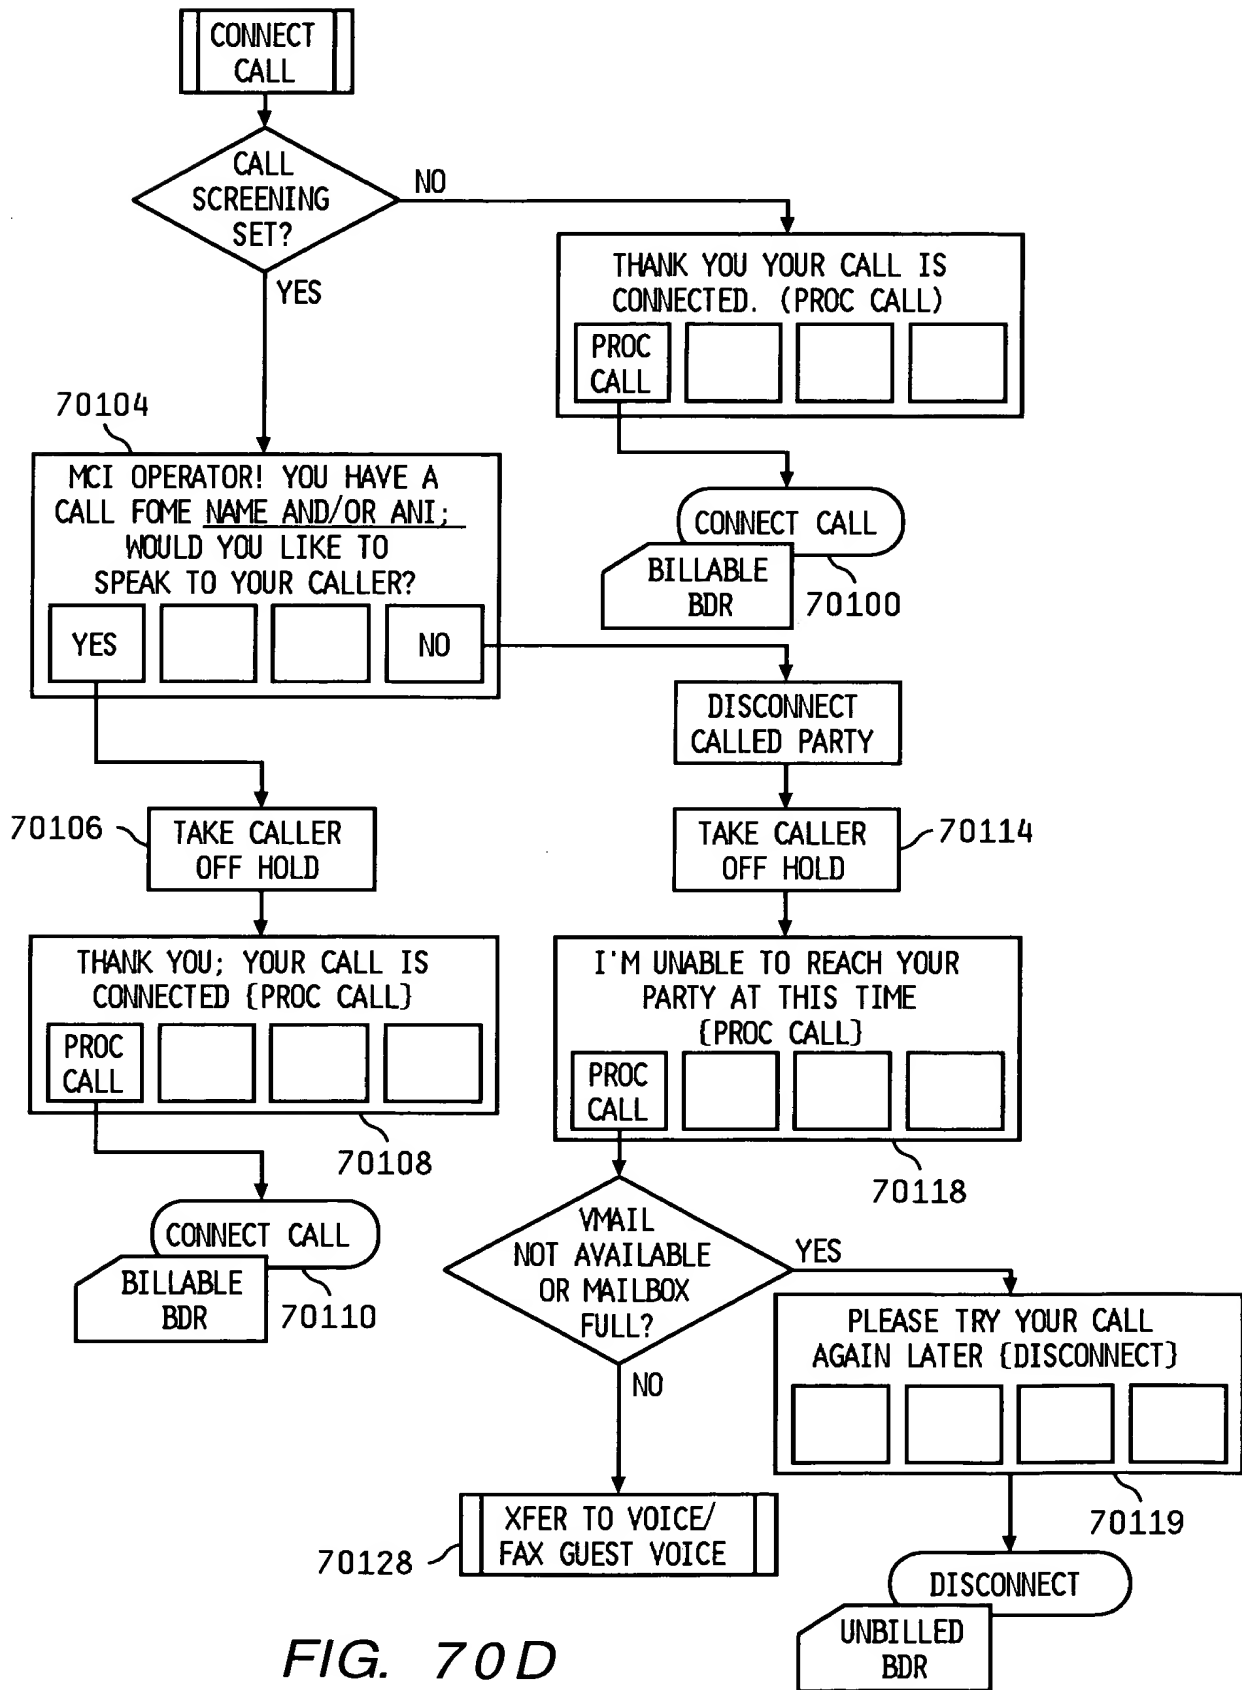 CONNECT
CALL
CALL
SCREENING
SET?
NO
YES
THANK YOU YOUR CALL IS
CONNECTED. (PROC CALL)
PROC
CALL
CONNECT CALL
BILLABLE
BDR
70100
70104
MCI OPERATOR! YOU HAVE A
CALL FOME NAME AND/OR ANI;
WOULD YOU LIKE TO
SPEAK TO YOUR CALLER?
YES
NO
DISCONNECT
CALLED PARTY
70106
TAKE CALLER
OFF HOLD
TAKE CALLER
OFF HOLD
70114
THANK YOU; YOUR CALL IS
CONNECTED {PROC CALL}
PROC
CALL
70108
CONNECT CALL
BILLABLE
BDR
70110
I'M UNABLE TO REACH YOUR
PARTY AT THIS TIME
{PROC CALL}
PROC
CALL
70118
VMAIL
NOT AVAILABLE
OR MAILBOX
FULL?
YES
NO
PLEASE TRY YOUR CALL
AGAIN LATER {DISCONNECT}
70119
70128
XFER TO VOICE/
FAX GUEST VOICE
DISCONNECT
UNBILLED
BDR
FIG. 70D